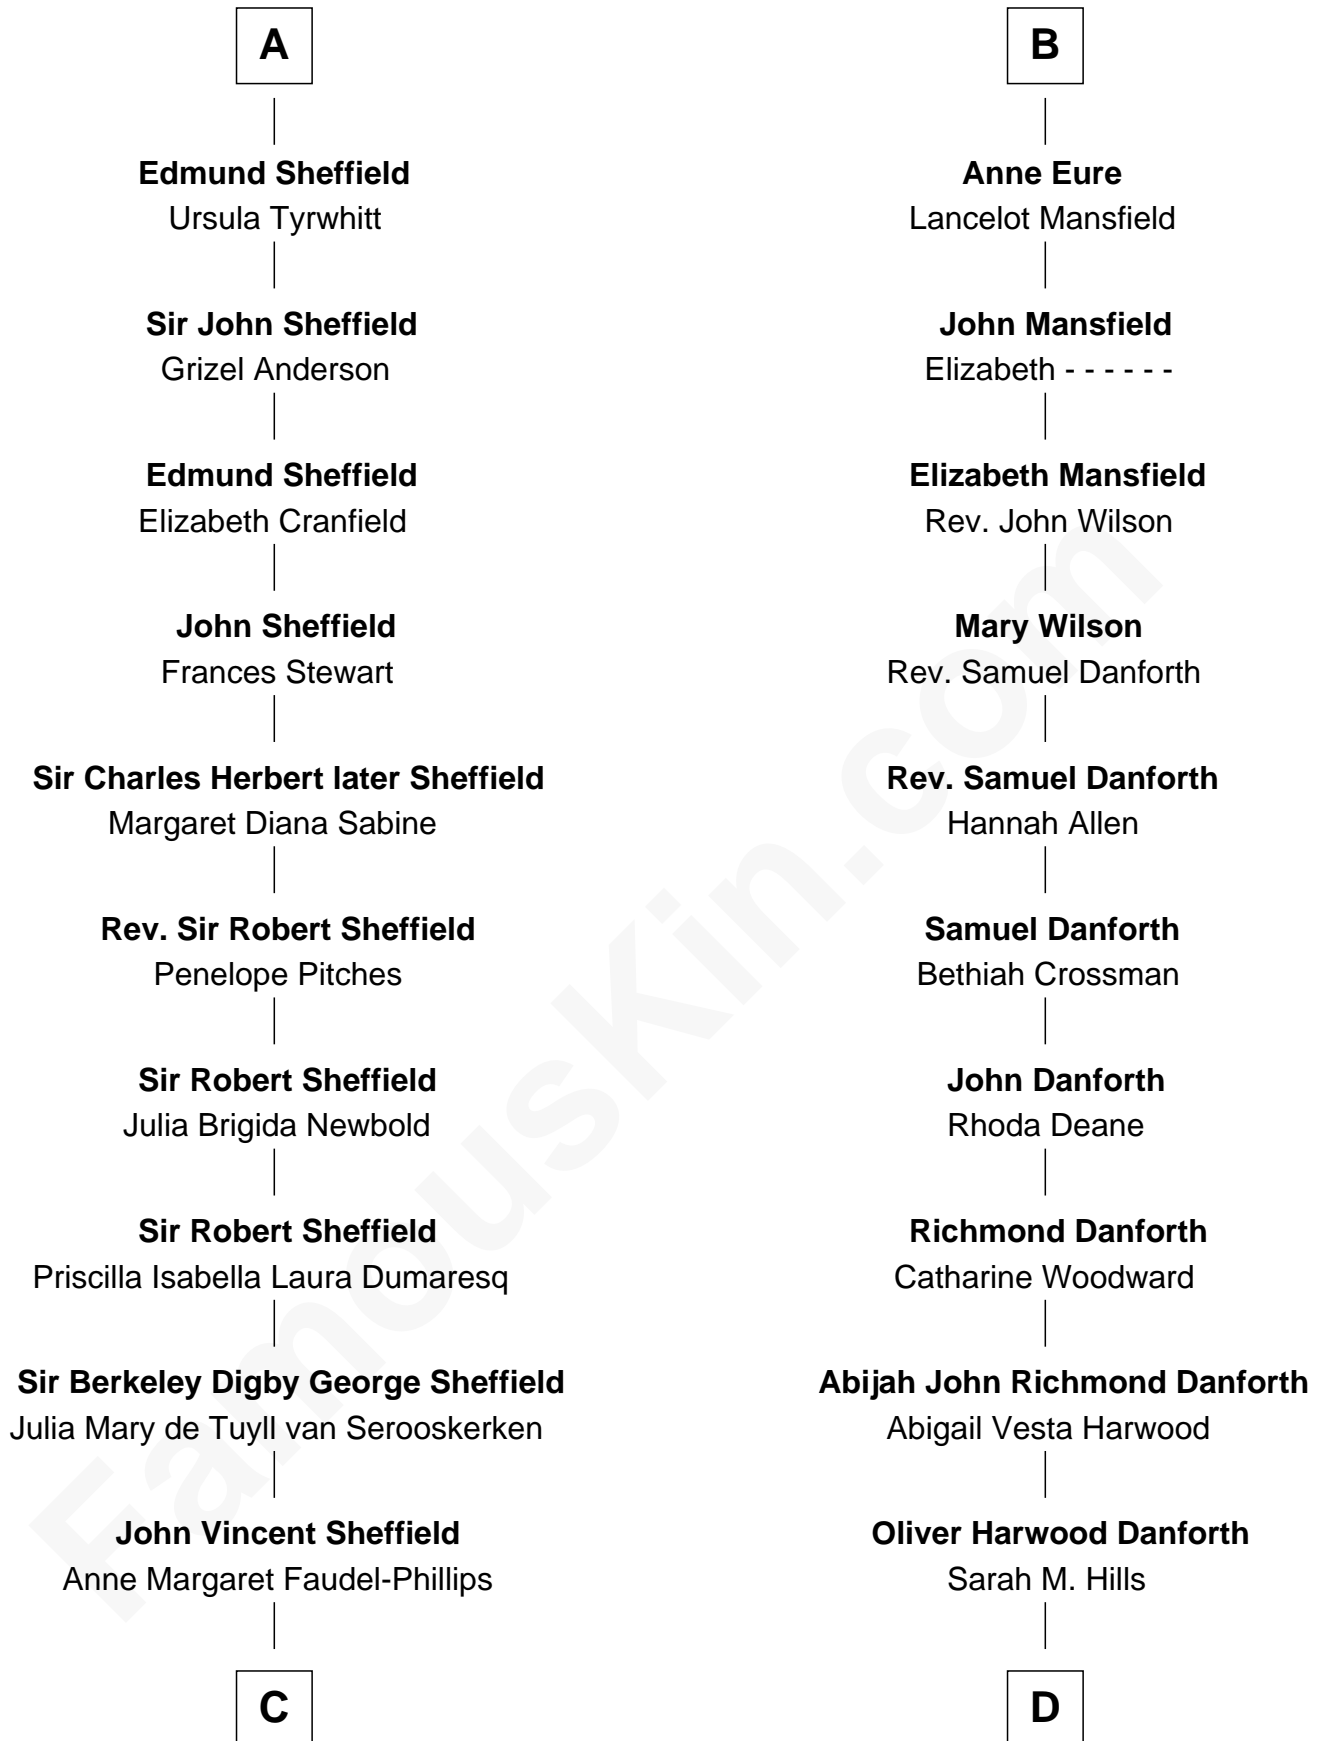 A
Edmund Sheffield
Ursula Tyrwhitt
Sir John Sheffield
Grizel Anderson
Edmund Sheffield
Elizabeth Cranfield
John Sheffield
Frances Stewart
Sir Charles Herbert later Sheffield
Margaret Diana Sabine
Rev. Sir Robert Sheffield
Penelope Pitches
Sir Robert Sheffield
Julia Brigida Newbold
Sir Robert Sheffield
Priscilla Isabella Laura Dumaresq
Sir Berkeley Digby George Sheffield
Julia Mary de Tuyll van Serooskerken
John Vincent Sheffield
Anne Margaret Faudel-Phillips
C
B
Anne Eure
Lancelot Mansfield
John Mansfield
Elizabeth - - - - - -
Elizabeth Mansfield
Rev. John Wilson
Mary Wilson
Rev. Samuel Danforth
Rev. Samuel Danforth
Hannah Allen
Samuel Danforth
Bethiah Crossman
John Danforth
Rhoda Deane
Richmond Danforth
Catharine Woodward
Abijah John Richmond Danforth
Abigail Vesta Harwood
Oliver Harwood Danforth
Sarah M. Hills
D
FamousKin.com